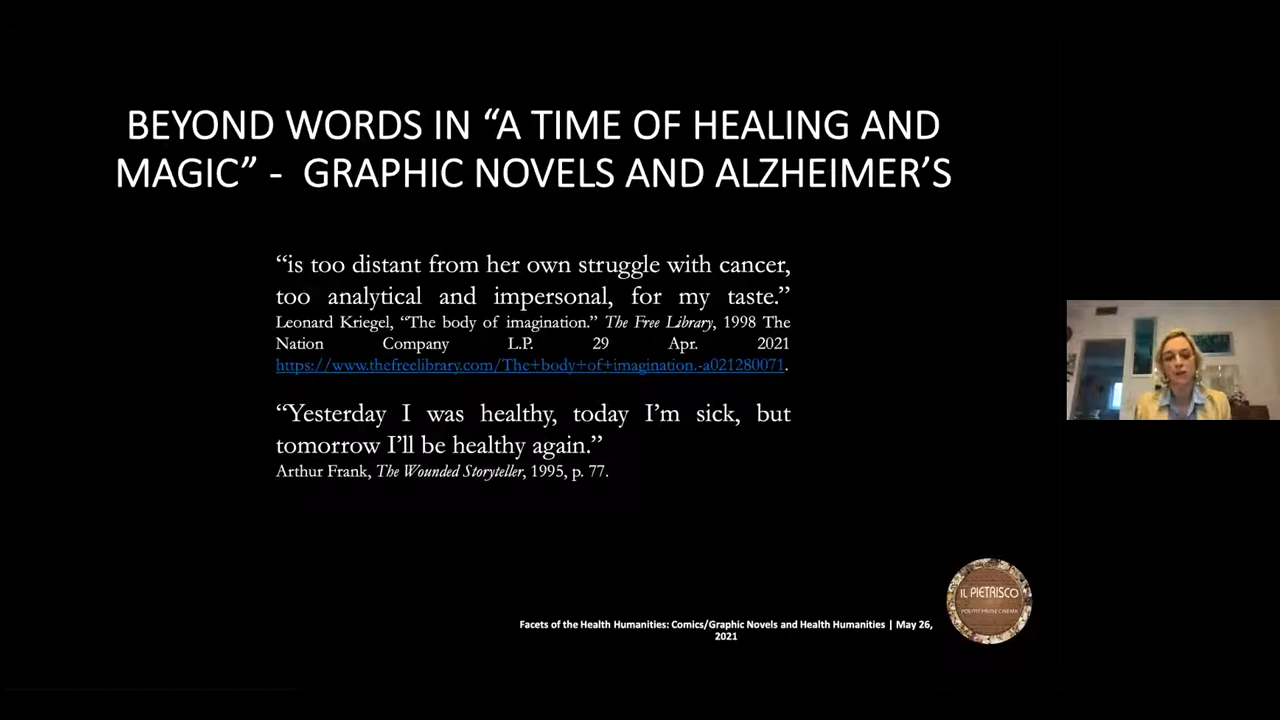 BEYOND WORDS IN “A TIME OF HEALING AND
MAGIC” - GRAPHIC NOVELS AND ALZHEIMER’S
“is too distant from her own struggle with cancer,
too analytical and impersonal, for my taste.”
Leonard Kriegel, “The body of imagination.” The Free Library, 1998 The
Nation Company L.P. 29 Apr. 2021
https://www.thefreelibrary.com/The+body+of+imagination.-a021280071.
“Yesterday I was healthy, today I’m sick, but
tomorrow I’ll be healthy again.”
Arthur Frank, The Wounded Storyteller, 1995, p. 77.
IL PIETRISCO
POETRY PROSE CINEMA
Facets of the Health Humanities: Comics/Graphic Novels and Health Humanities | May 26,
2021